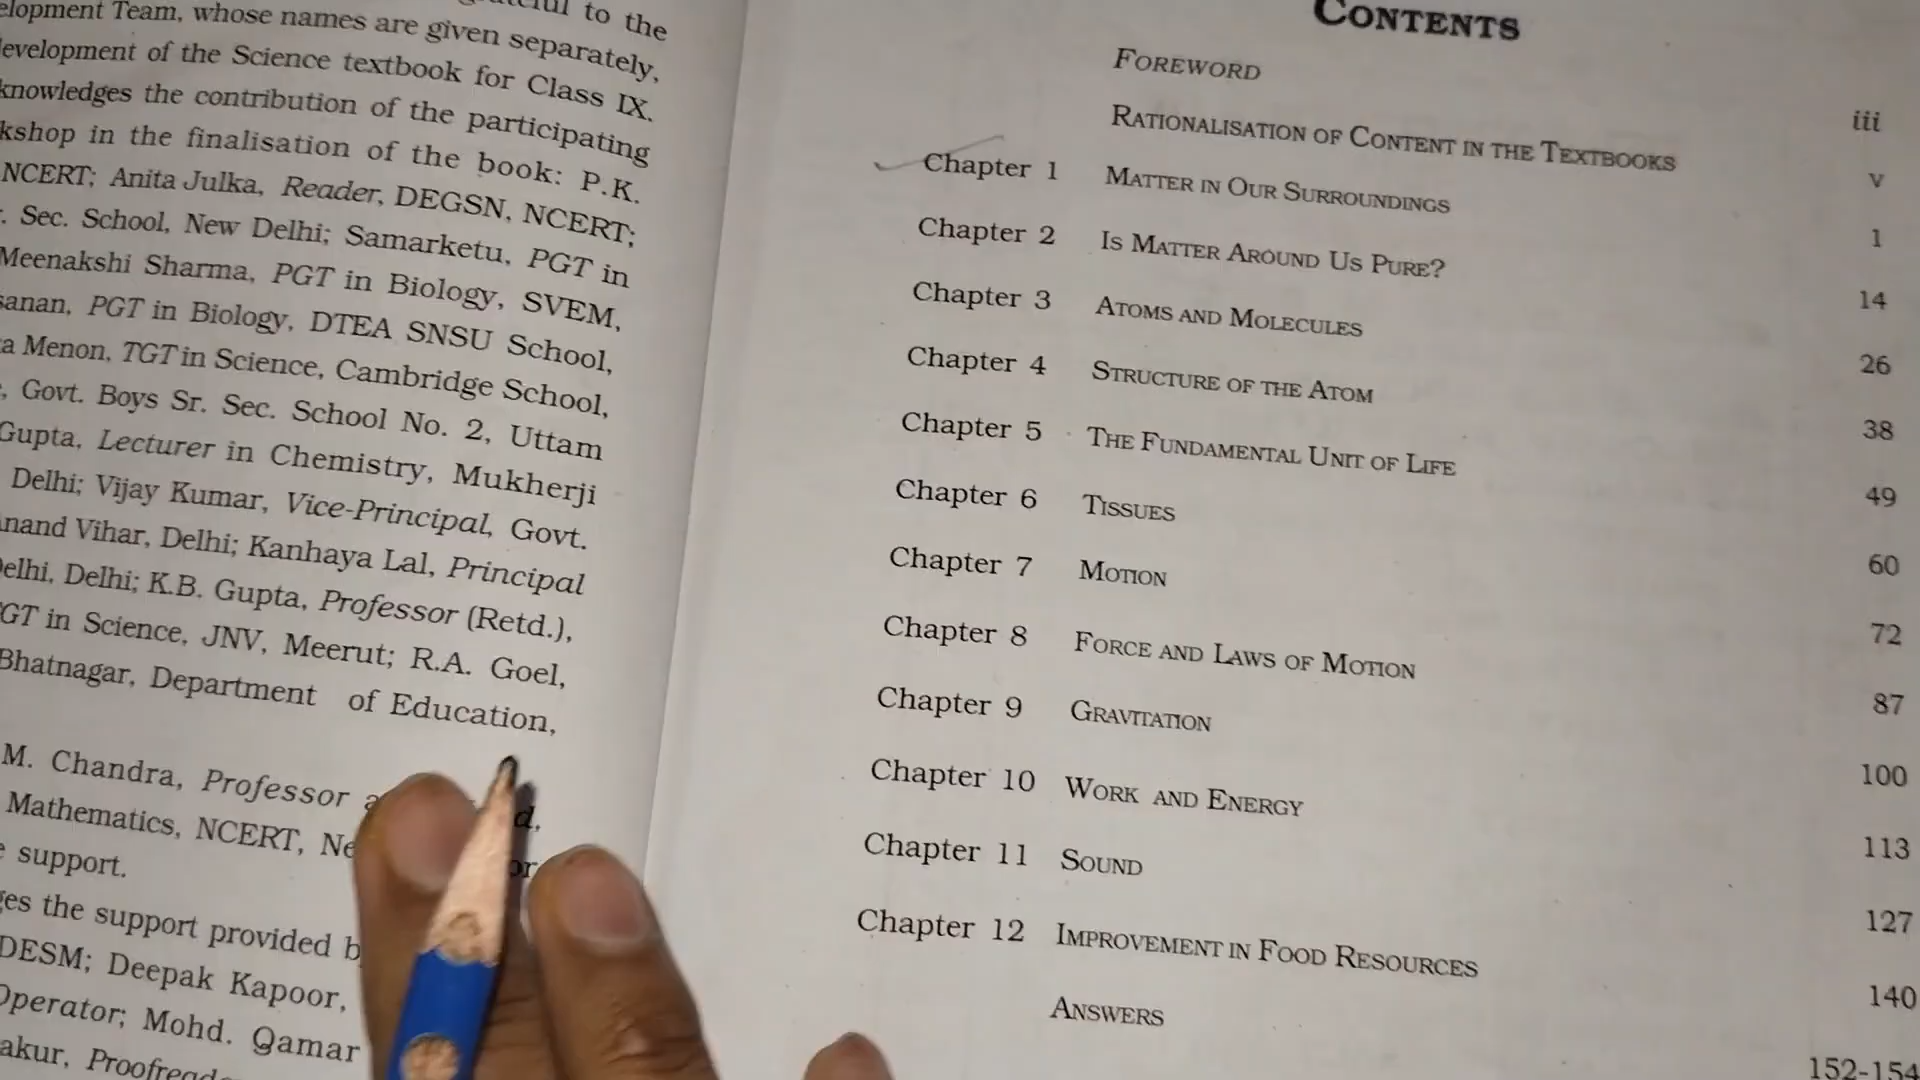 to the
elopment Team, whose names are given separately,
evelopment of the Science textbook for Class IX.
knowledges the contribution of the participating
kshop in the finalisation of the book: P.K.
NCERT; Anita Julka, Reader, DEGSN, NCERT;
. Sec. School, New Delhi; Samarketu, PGT in
Meenakshi Sharma, PGT in Biology, SVEM,
sanan, PGT in Biology, DTEA SNSU School,
a Menon, TGT in Science, Cambridge School,
, Govt. Boys Sr. Sec. School No. 2, Uttam
Gupta, Lecturer in Chemistry, Mukherji
Delhi; Vijay Kumar, Vice-Principal, Govt.
Anand Vihar, Delhi; Kanhaya Lal, Principal
Delhi, Delhi; K.B. Gupta, Professor (Retd.),
GT in Science, JNV, Meerut; R.A. Goel,
Bhatnagar, Department of Education,
M. Chandra, Professor
Mathematics, NCERT,
support.
ges the support provided
DESM; Deepak Kapoor,
Operator; Mohd. Qamar
akur,
CONTENTS
FOREWORD iii
RATIONALISATION OF CONTENT IN THE TEXTBOOKS v
Chapter 1 MATTER IN OUR SURROUNDINGS 1
Chapter 2 IS MATTER AROUND US PURE? 14
Chapter 3 ATOMS AND MOLECULES 26
Chapter 4 STRUCTURE OF THE ATOM 38
Chapter 5 THE FUNDAMENTAL UNIT OF LIFE 49
Chapter 6 TISSUES 60
Chapter 7 MOTION 72
Chapter 8 FORCE AND LAWS OF MOTION 87
Chapter 9 GRAVITATION 100
Chapter 10 WORK AND ENERGY 113
Chapter 11 SOUND 127
Chapter 12 IMPROVEMENT IN FOOD RESOURCES 140
ANSWERS 152-154